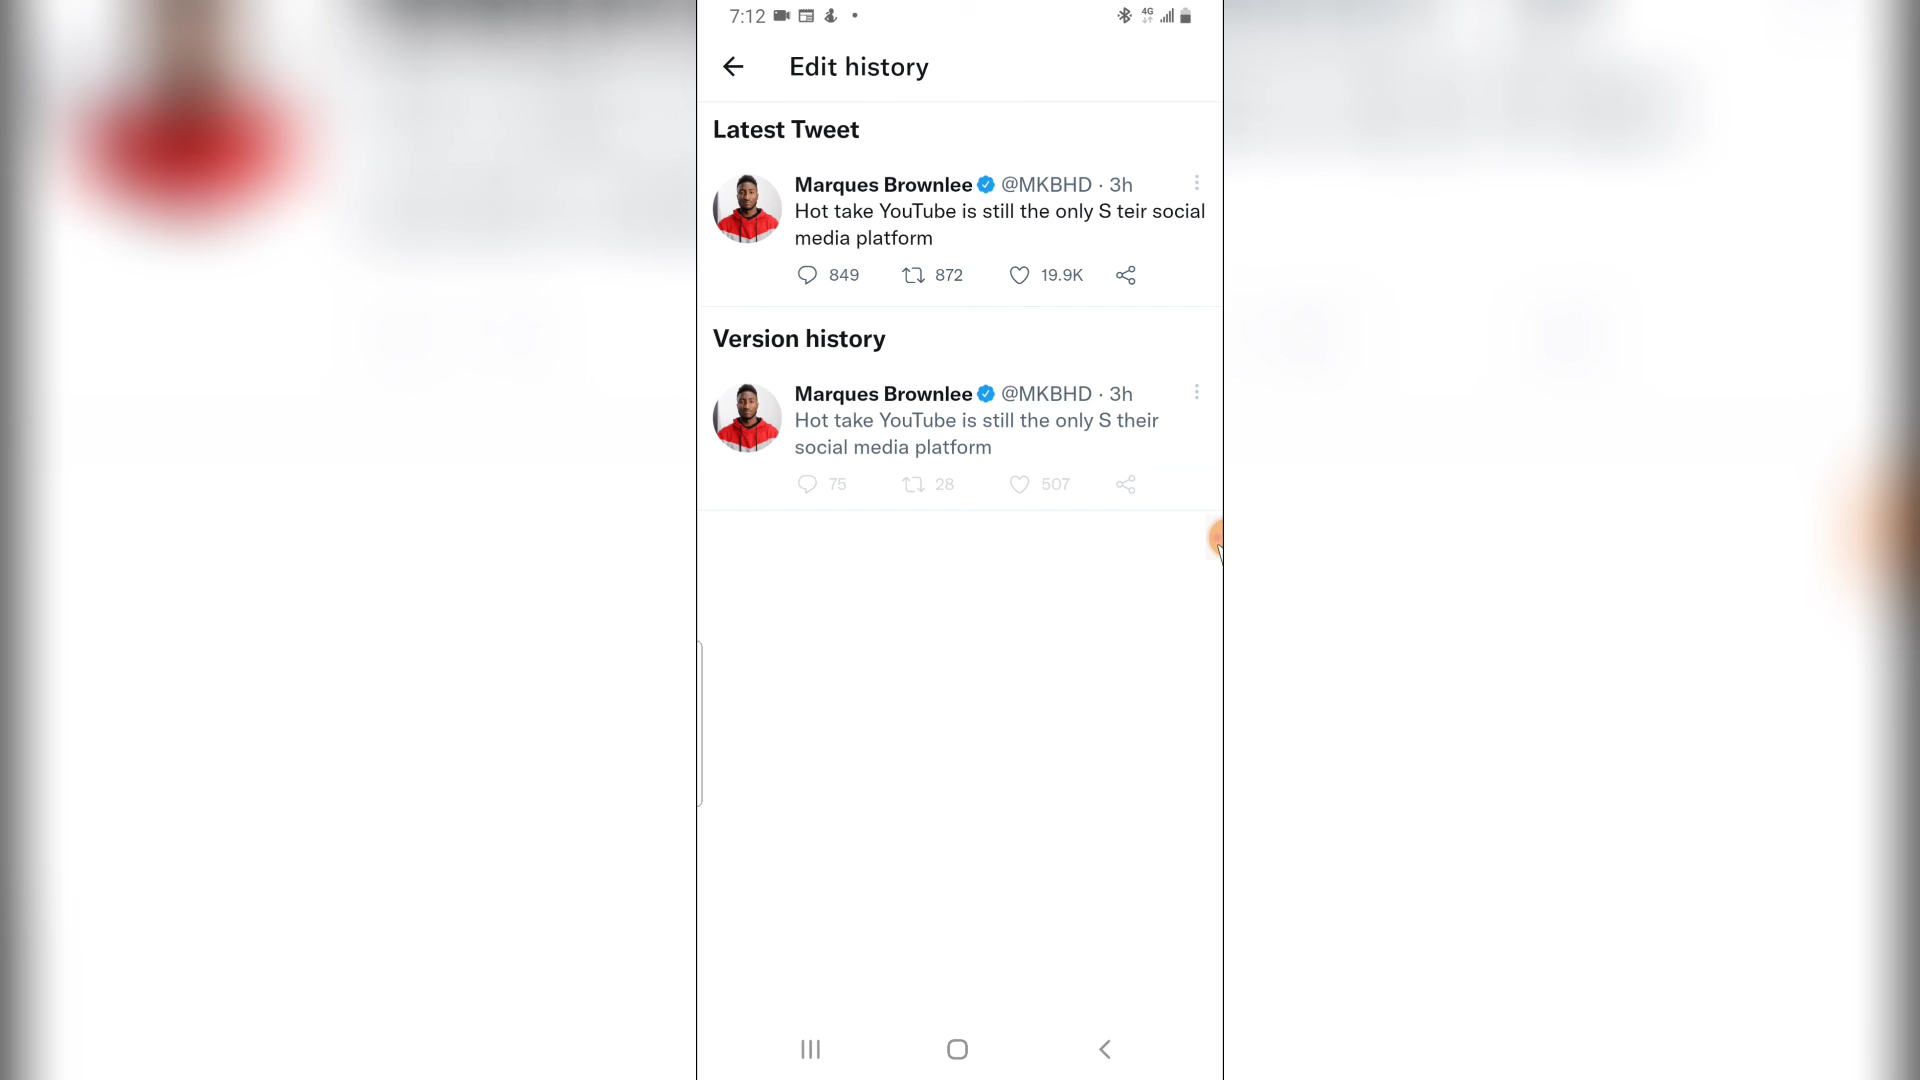 7:12
4G
Edit history
Latest Tweet
Marques Brownlee @MKBHD · 3h
Hot take YouTube is still the only S teir social
media platform
849 872 19.9K
Version history
Marques Brownlee @MKBHD · 3h
Hot take YouTube is still the only S their
social media platform
75 28 507